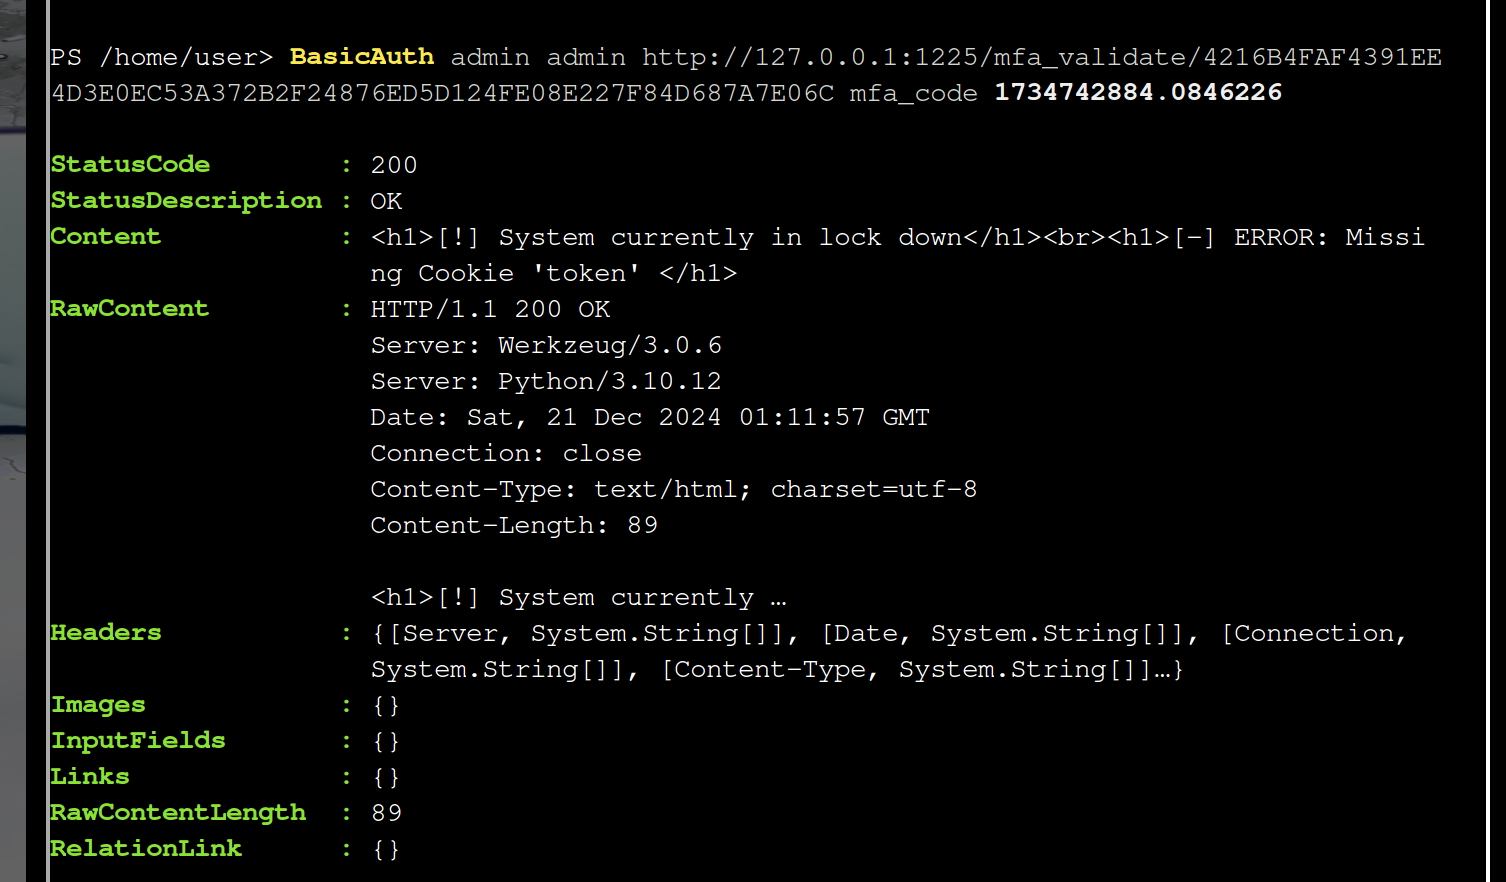 PS /home/user> BasicAuth admin admin http://127.0.0.1:1225/mfa_validate/4216B4FAF4391EE
4D3E0EC53A372B2F24876ED5D124FE08E227F84D687A7E06C mfa_code 1734742884.0846226
StatusCode : 200
StatusDescription : OK
Content : <h1>[!] System currently in lock down</h1><br><h1>[-] ERROR: Missi
ng Cookie 'token' </h1>
RawContent : HTTP/1.1 200 OK
Server: Werkzeug/3.0.6
Server: Python/3.10.12
Date: Sat, 21 Dec 2024 01:11:57 GMT
Connection: close
Content-Type: text/html; charset=utf-8
Content-Length: 89
<h1>[!] System currently …
Headers : {[Server, System.String[]], [Date, System.String[]], [Connection,
System.String[]], [Content-Type, System.String[]]…}
Images : {}
InputFields : {}
Links : {}
RawContentLength : 89
RelationLink : {}